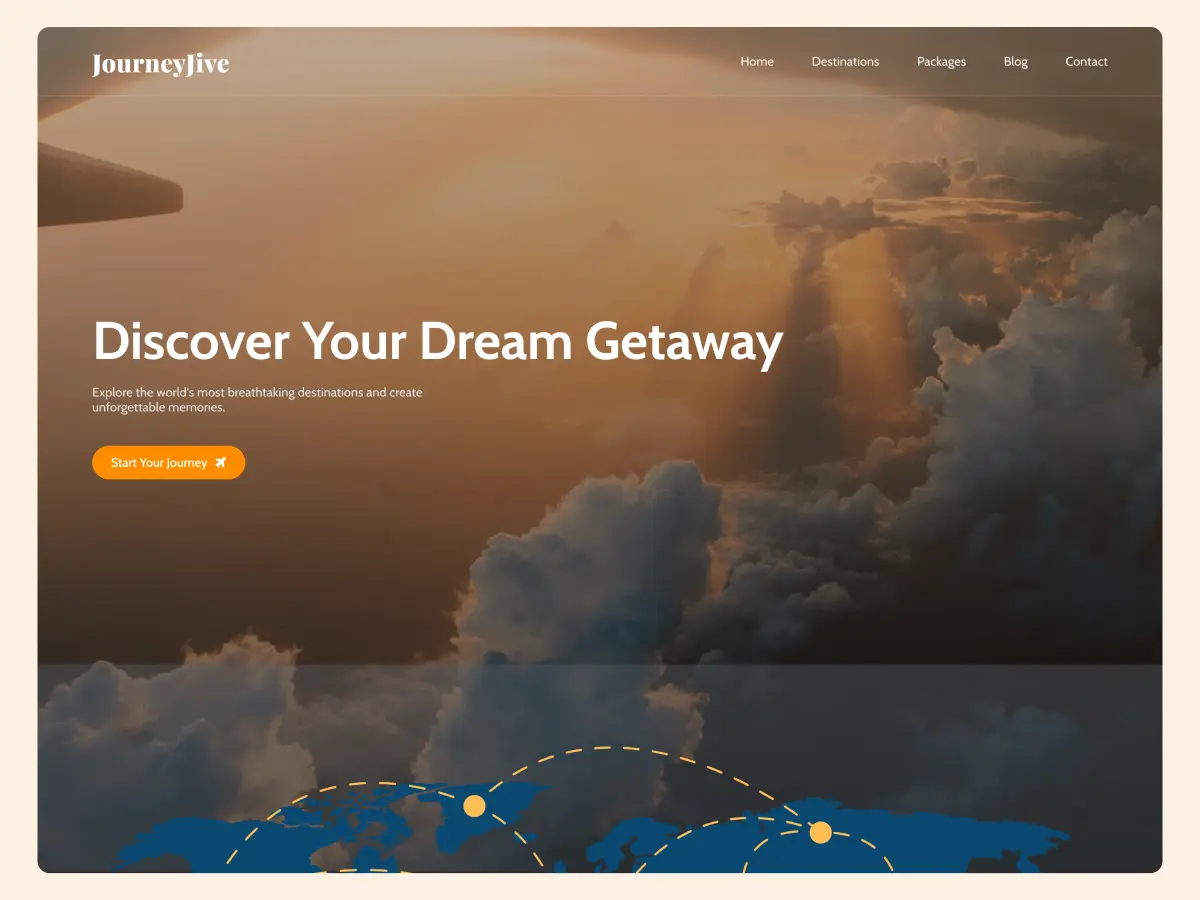 JourneyJive
Home
Destinations
Packages
Blog
Contact
Discover Your Dream Getaway
Explore the world's most breathtaking destinations and create
unforgettable memories.
Start Your Journey